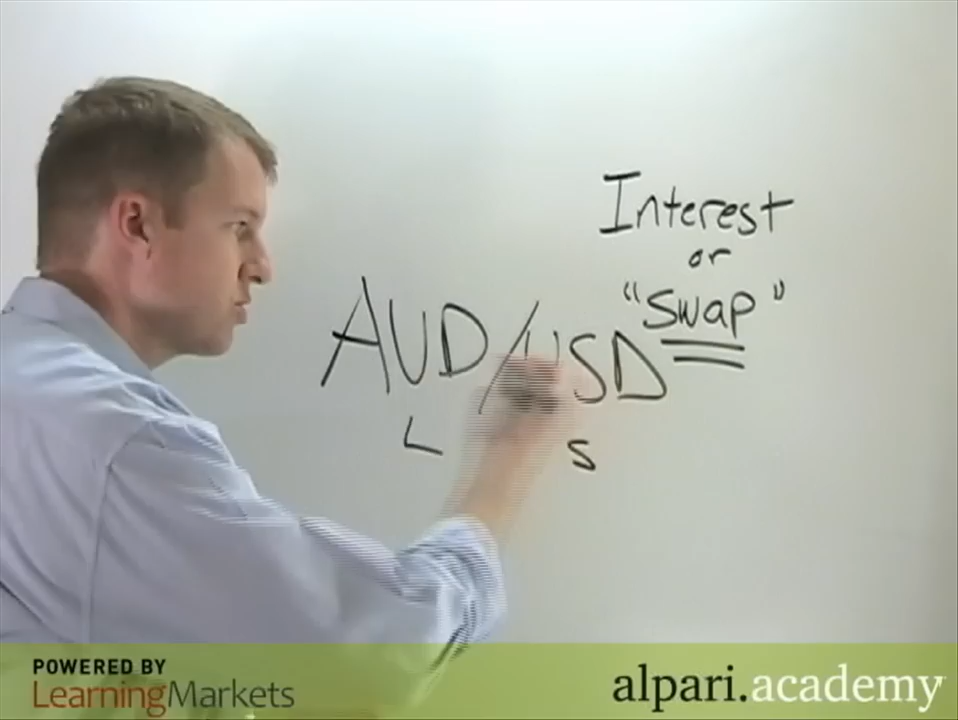 Interest
or
"Swap"
AUD/USD
L S
POWERED BY
LearningMarkets
alpari.academy